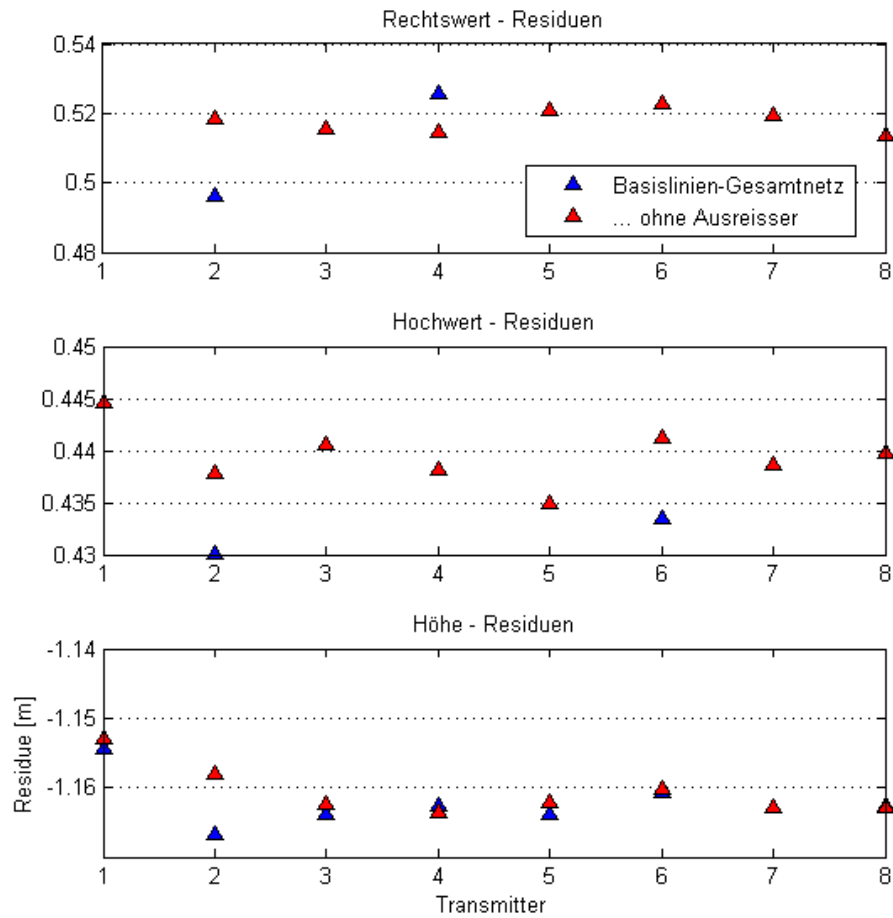 Rechtswert - Residuen
0.54
0.52
0.5
0.48
Basislinien-Gesamtnetz
... ohne Ausreisser
1 2 3 4 5 6 7 8
Hochwert - Residuen
0.45
0.445
0.44
0.435
0.43
1 2 3 4 5 6 7 8
Höhe - Residuen
-1.14
-1.15
-1.16
Residue [m]
1 2 3 4 5 6 7 8
Transmitter